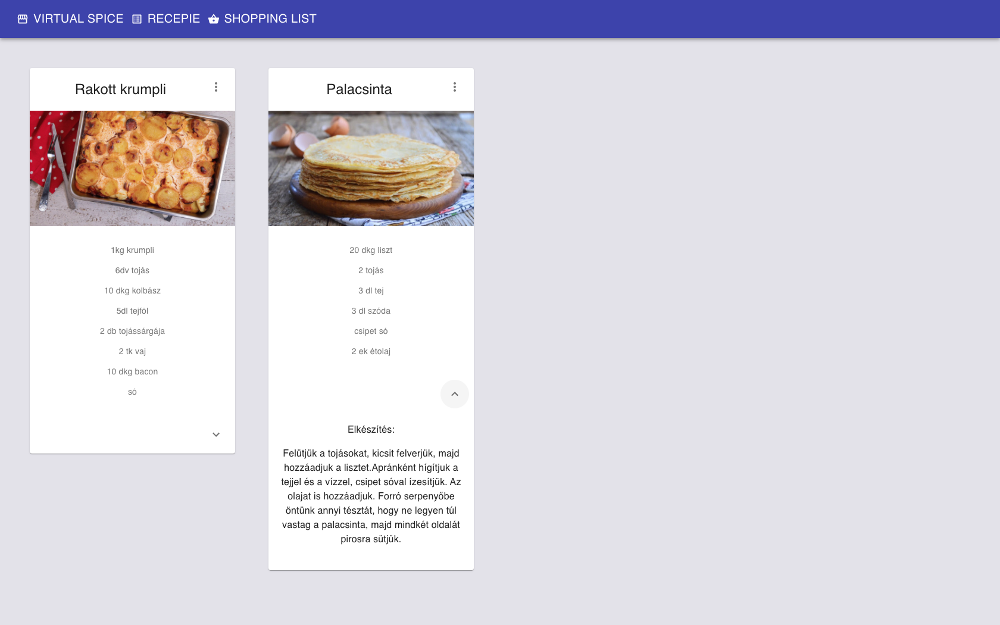 VIRTUAL SPICE RECEPIE SHOPPING LIST
Rakott krumpli
1kg krumpli
6dv tojás
10 dkg kolbász
5dl tejföl
2 db tojássárgája
2 tk vaj
10 dkg bacon
só
Palacsinta
20 dkg liszt
2 tojás
3 dl tej
3 dl szóda
csipet só
2 ek étolaj
Elkészítés:
Felütjük a tojásokat, kicsit felverjük, majd
hozzáadjuk a lisztet.Apránként hígítjuk a
tejjel és a vízzel, csipet sóval ízesítjük. Az
olajat is hozzáadjuk. Forró serpenyőbe
öntünk annyi tésztát, hogy ne legyen túl
vastag a palacsinta, majd mindkét oldalát
pirosra sütjük.